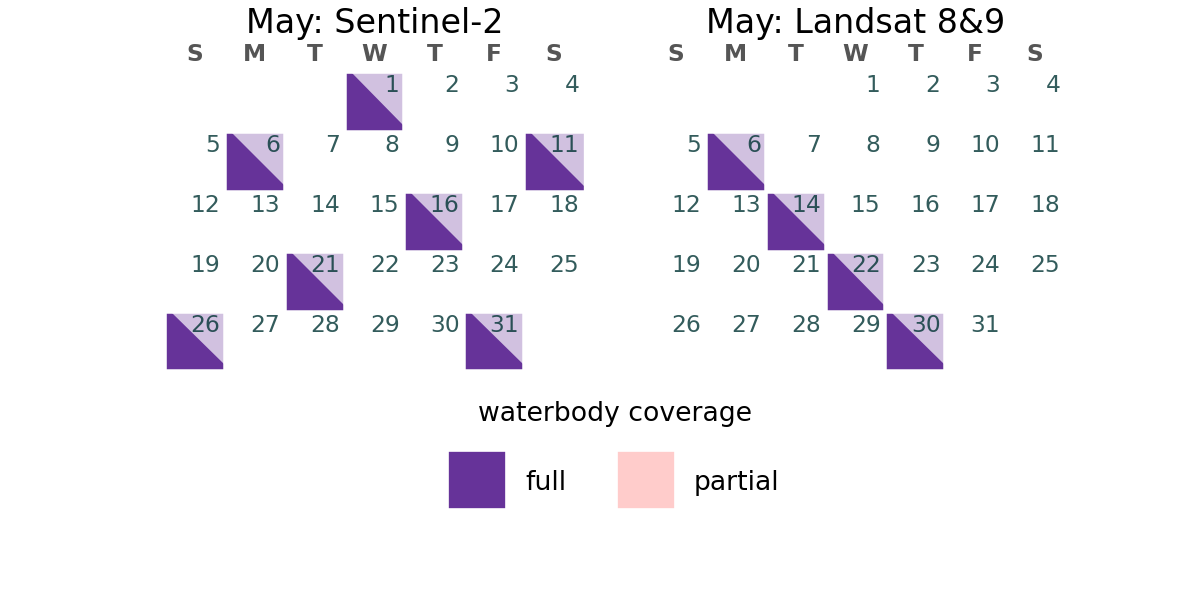 May: Sentinel-2
S M T W T F S
1 2 3 4
5 6 7 8 9 10 11
12 13 14 15 16 17 18
19 20 21 22 23 24 25
26 27 28 29 30 31
May: Landsat 8&9
S M T W T F S
1 2 3 4
5 6 7 8 9 10 11
12 13 14 15 16 17 18
19 20 21 22 23 24 25
26 27 28 29 30 31
waterbody coverage
full
partial